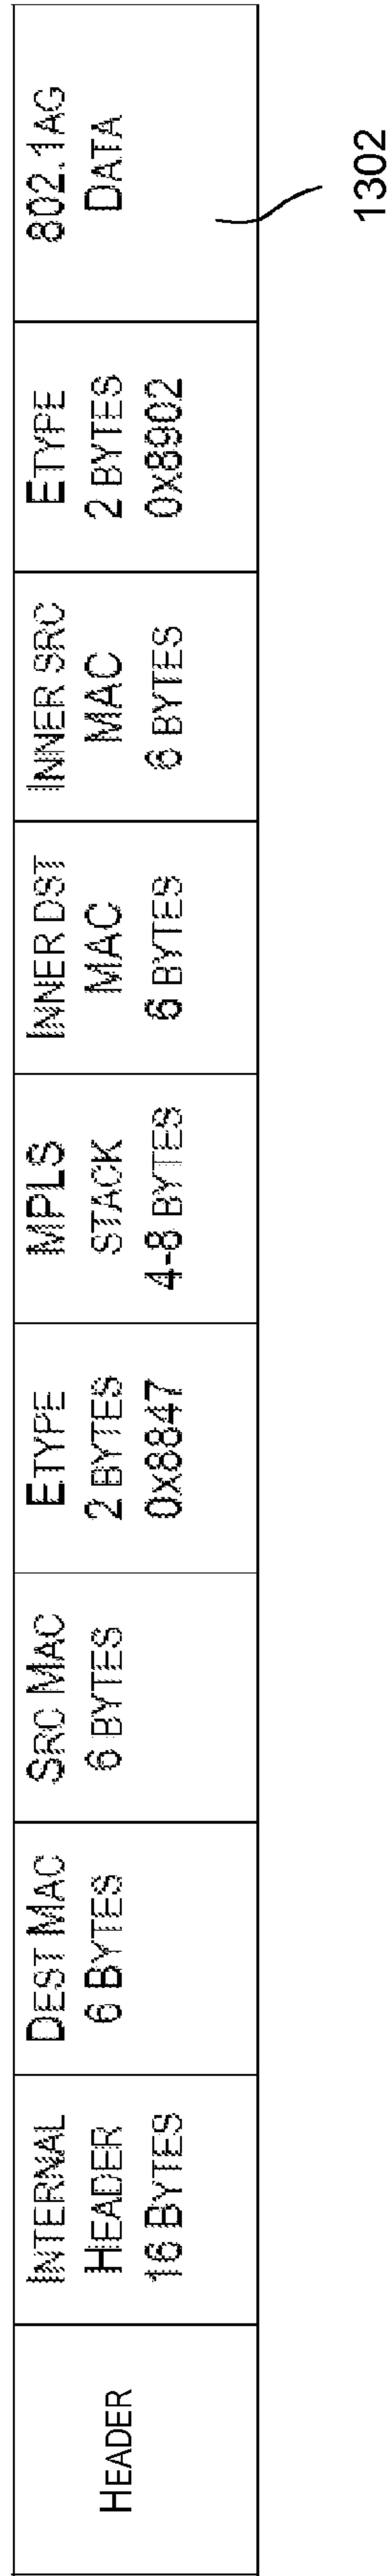 HEADER
INTERNAL
HEADER
16 BYTES
DEST MAC
6 BYTES
SRC MAC
6 BYTES
ETYPE
2 BYTES
0X8847
MPLS
STACK
4-8 BYTES
INNER DST
MAC
6 BYTES
INNER SRC
MAC
6 BYTES
ETYPE
2 BYTES
0X8902
802.1AG
DATA
1302